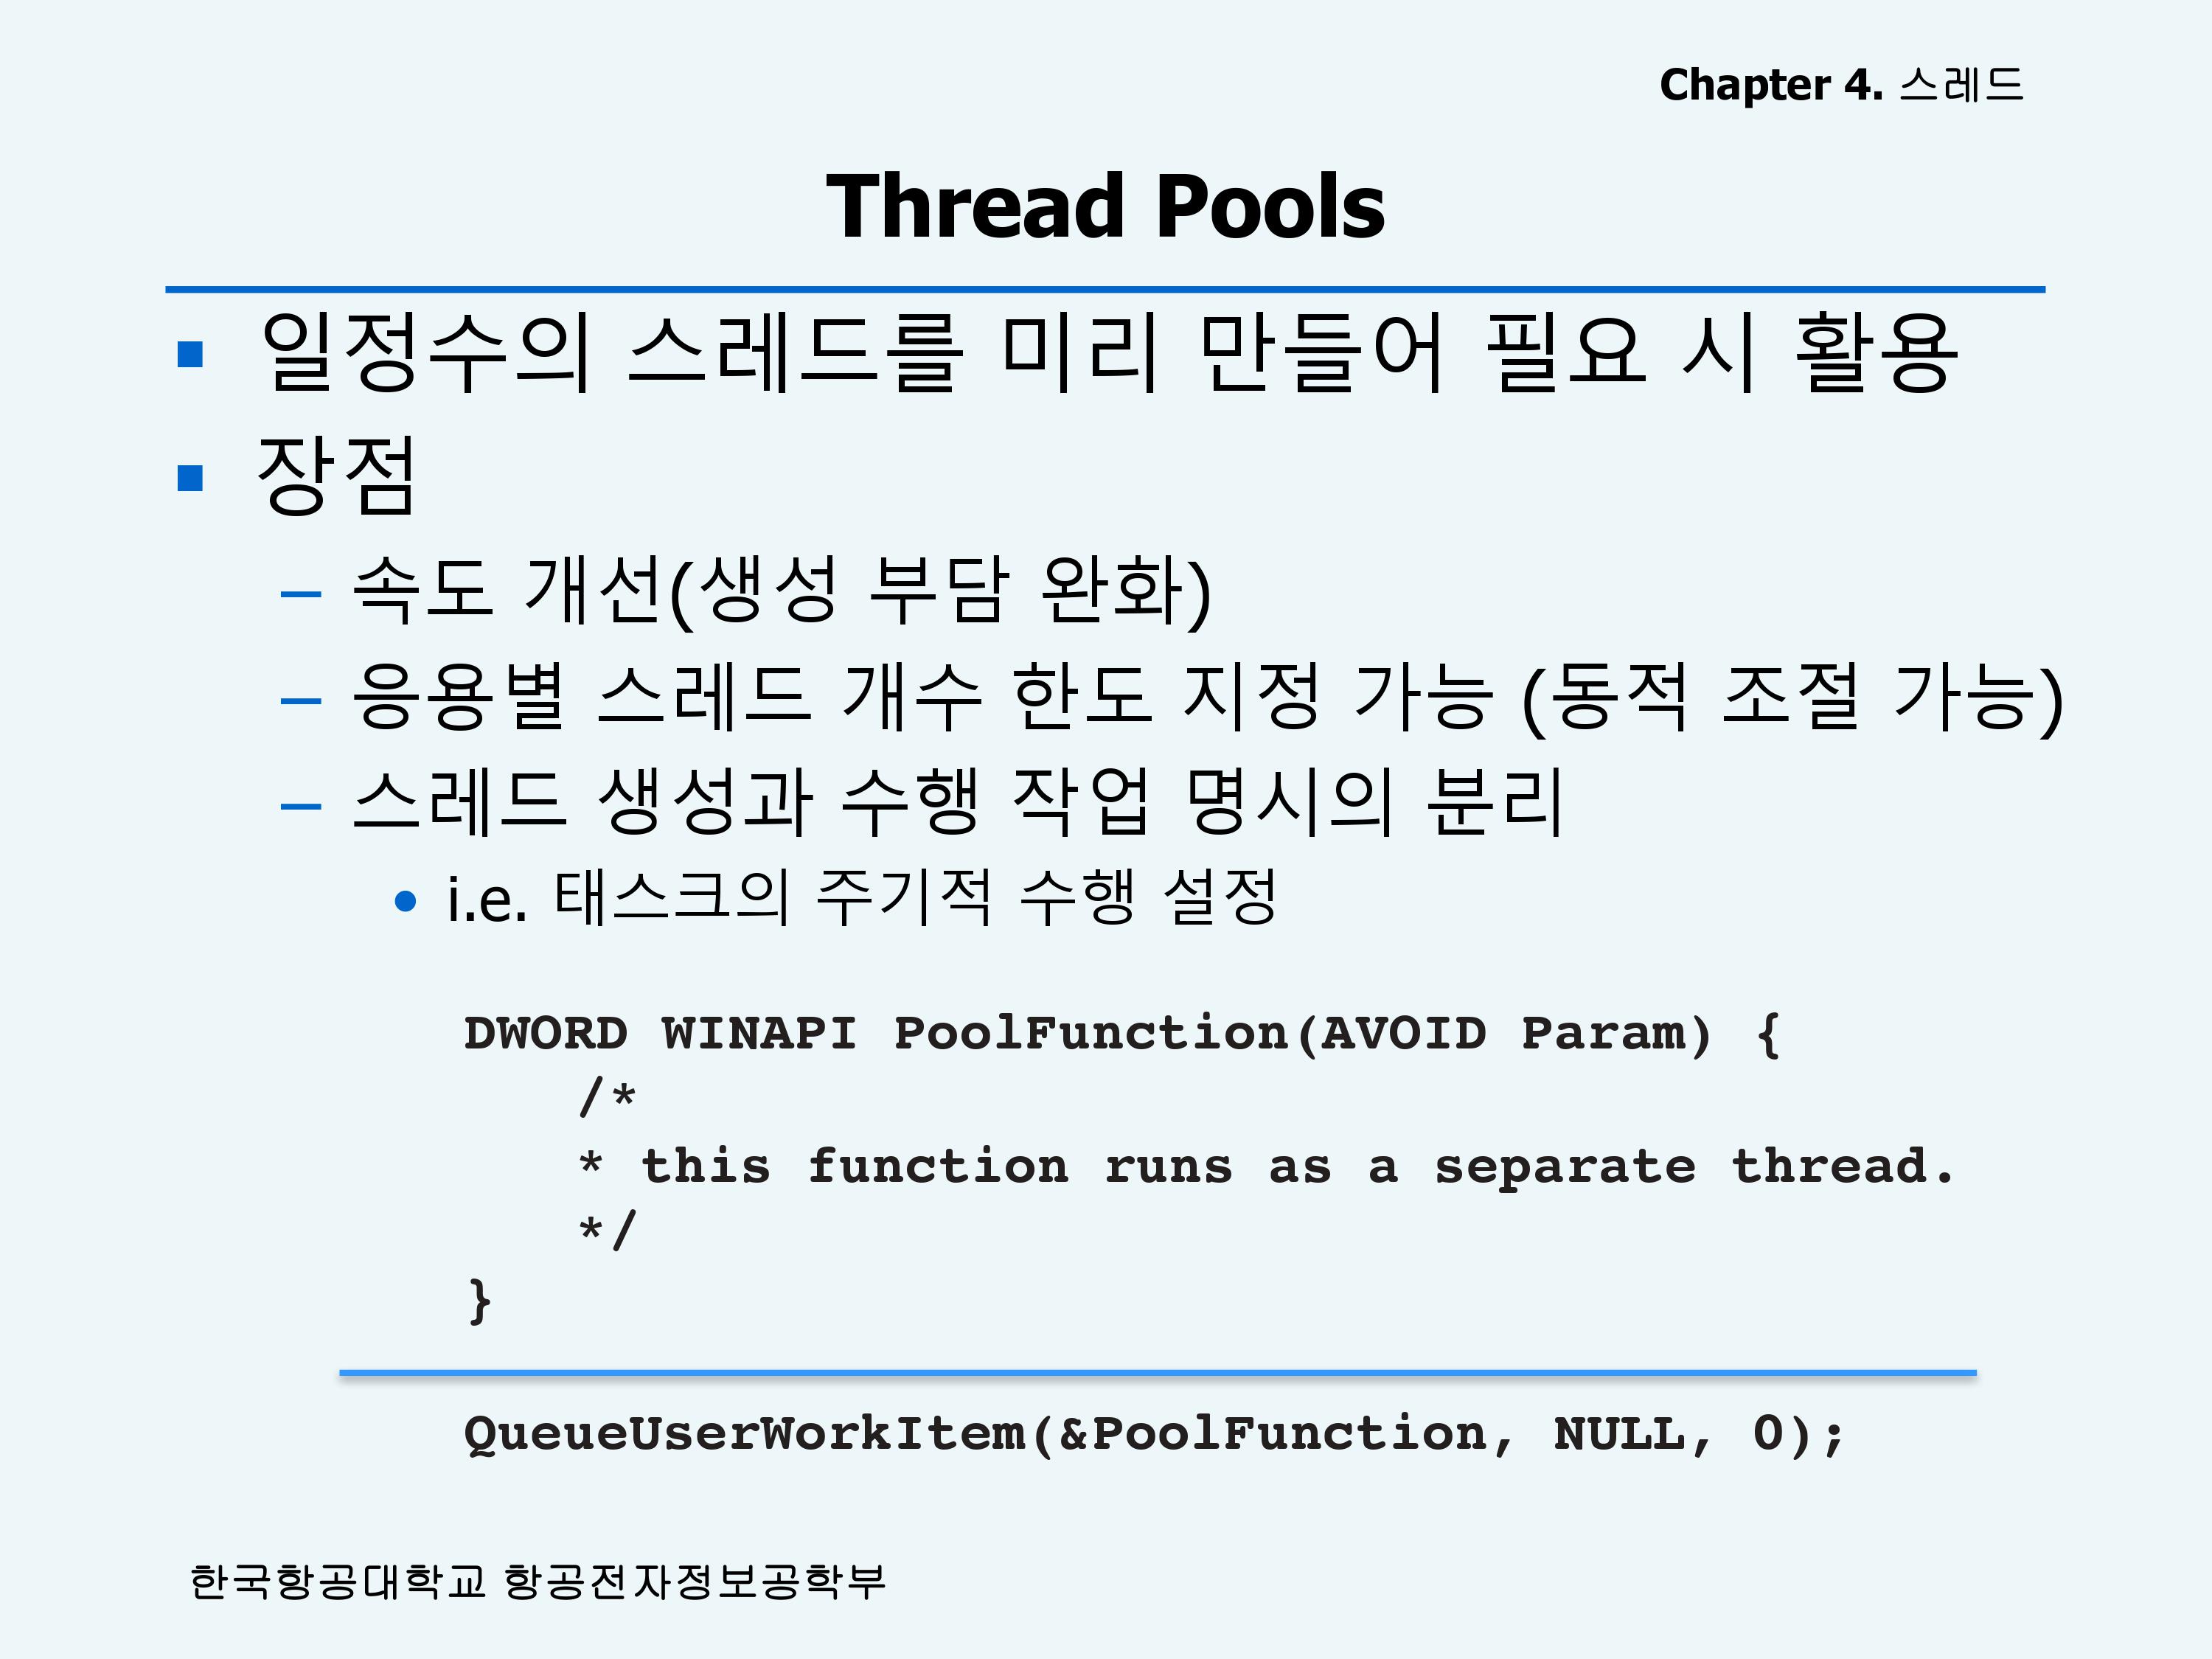 Chapter 4. 스레드
Thread Pools
▪ 일정수의 스레드를 미리 만들어 필요 시 활용
▪ 장점
– 속도 개선(생성 부담 완화)
– 응용별 스레드 개수 한도 지정 가능 (동적 조절 가능)
– 스레드 생성과 수행 작업 명시의 분리
• i.e. 태스크의 주기적 수행 설정
DWORD WINAPI PoolFunction(AVOID Param) {
/*
* this function runs as a separate thread.
*/
}
QueueUserWorkItem(&PoolFunction, NULL, 0);
한국항공대학교 항공전자정보공학부